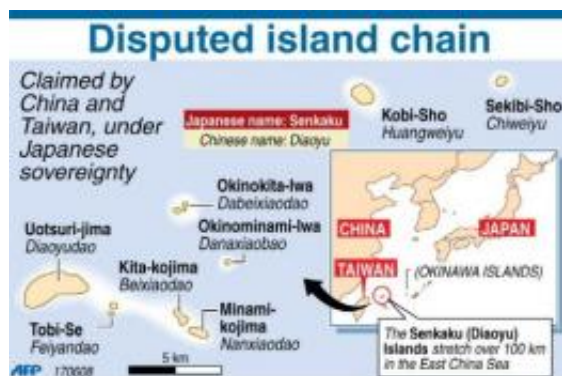 Disputed island chain
Claimed by
China and
Taiwan, under
Japanese
sovereignty
Japanese name: Senkaku
Chinese name: Diaoyu
Kobi-Sho
Huangweiyu
Sekibi-Sho
Chiweiyu
Okinokita-Iwa
Dabeixiaodao
Okinominami-Iwa
Danaxiaobao
Uotsuri-jima
Diaoyudao
Kita-kojima
Beixiaodao
Tobi-Se
Feiyandao
Minami-
kojima
Nanxiaodao
5 km
CHINA
JAPAN
TAIWAN
(OKINAWA ISLANDS)
The Senkaku (Diaoyu)
Islands stretch over 100 km
in the East China Sea
AFP 170608